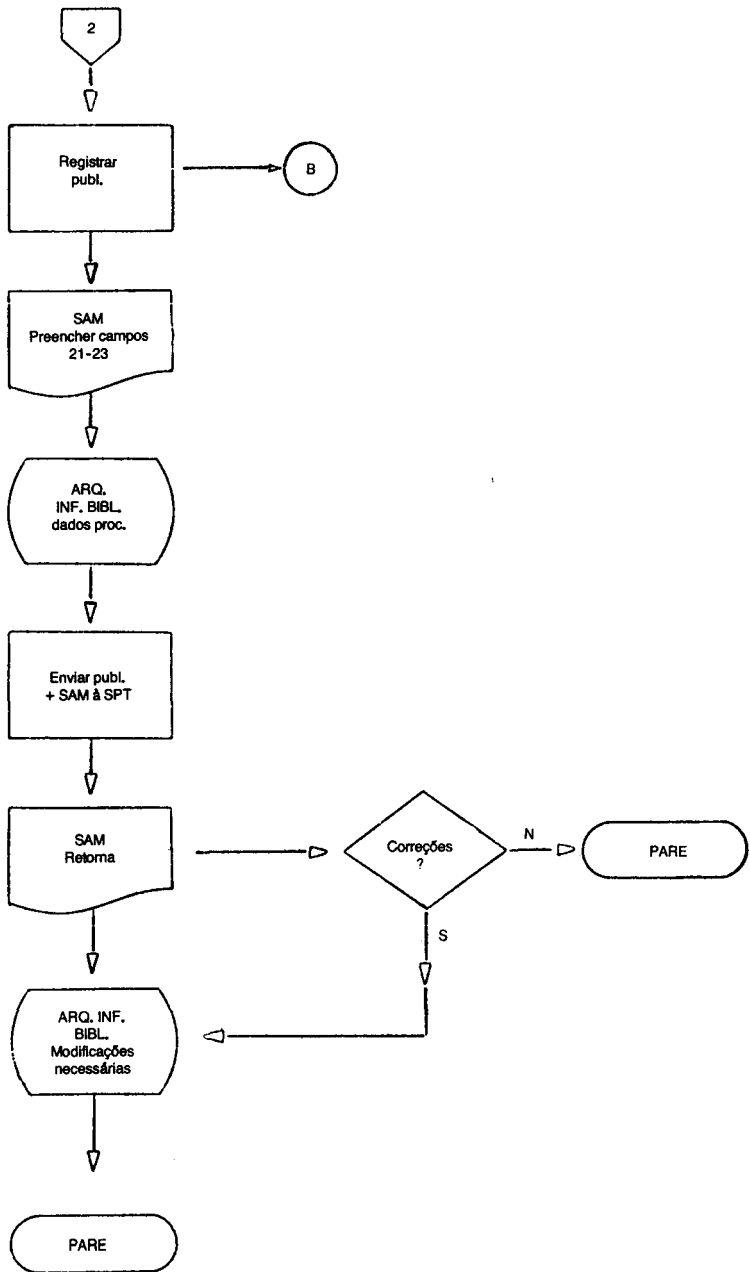 2
Registrar
publ.
B
SAM
Preencher campos
21-23
ARQ.
INF. BIBL.
dados proc.
Enviar publ.
+ SAM à SPT
SAM
Retorna
Correções
?
N
PARE
S
ARQ. INF.
BIBL.
Modificações
necessárias
PARE